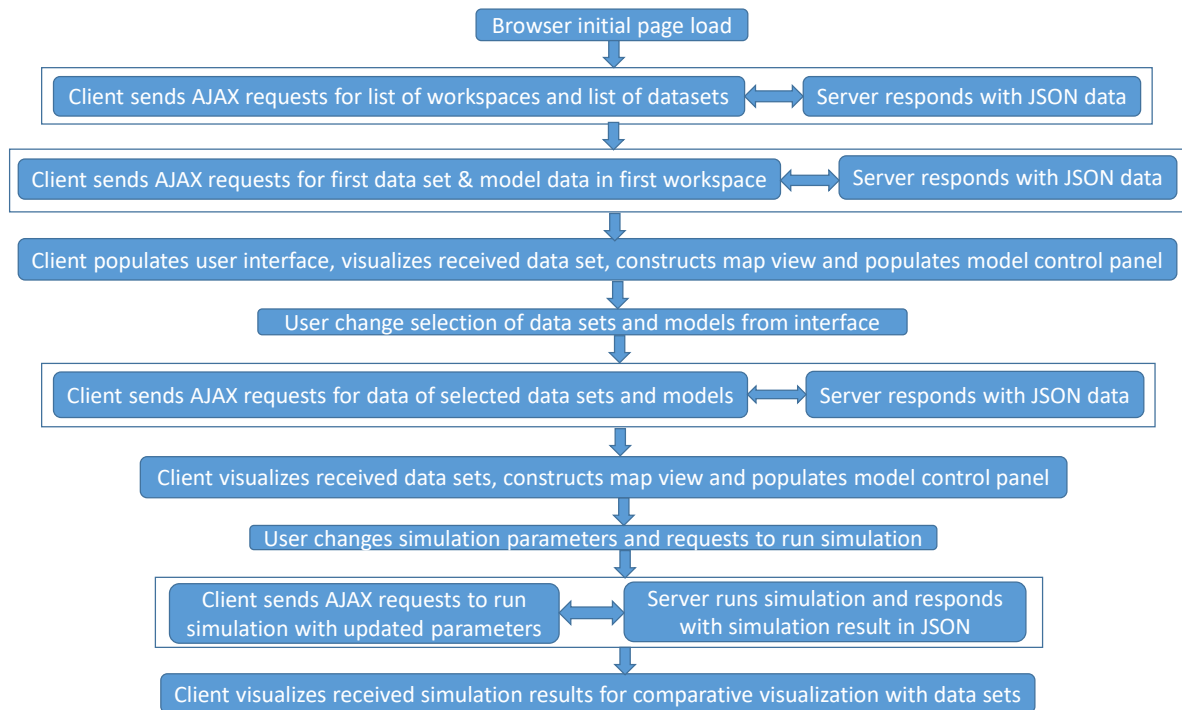 Browser initial page load
Client sends AJAX requests for list of workspaces and list of datasets
Server responds with JSON data
Client sends AJAX requests for first data set & model data in first workspace
Server responds with JSON data
Client populates user interface, visualizes received data set, constructs map view and populates model control panel
User change selection of data sets and models from interface
Client sends AJAX requests for data of selected data sets and models
Server responds with JSON data
Client visualizes received data sets, constructs map view and populates model control panel
User changes simulation parameters and requests to run simulation
Client sends AJAX requests to run
simulation with updated parameters
Server runs simulation and responds
with simulation result in JSON
Client visualizes received simulation results for comparative visualization with data sets